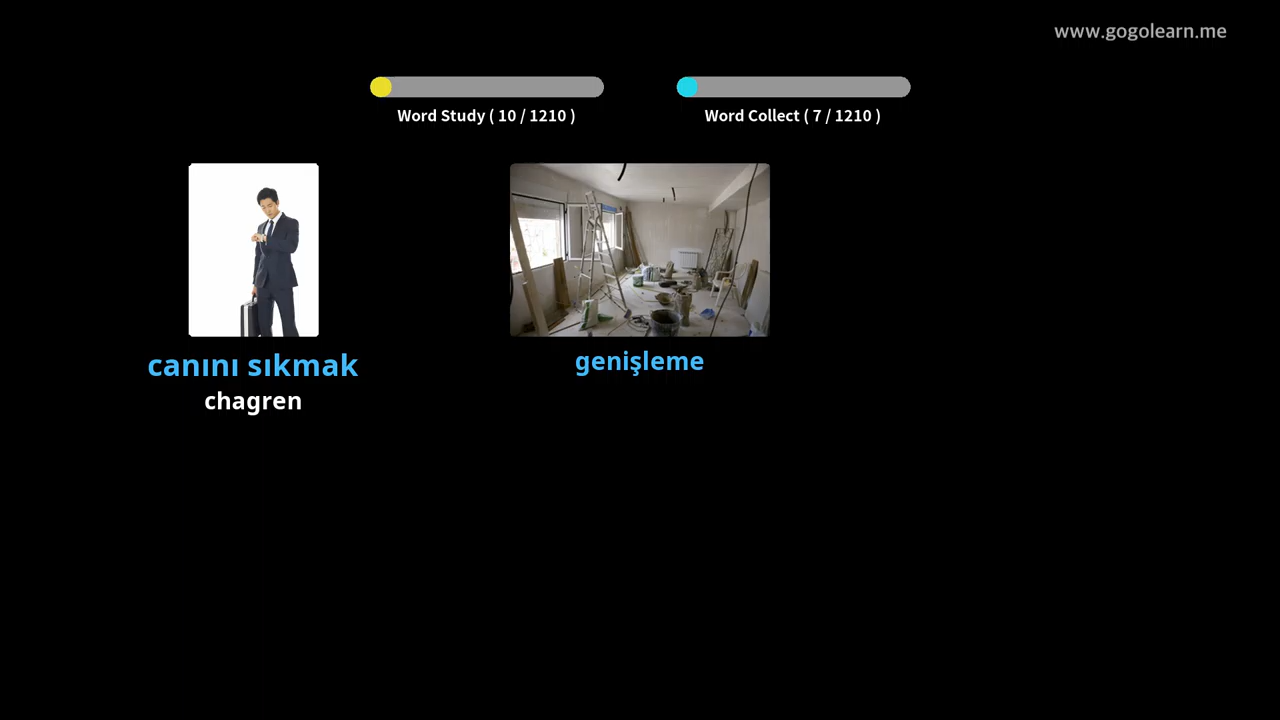 www.gogolearn.me
Word Study ( 10 / 1210 )
Word Collect ( 7 / 1210 )
canını sıkmak
chagren
genişleme